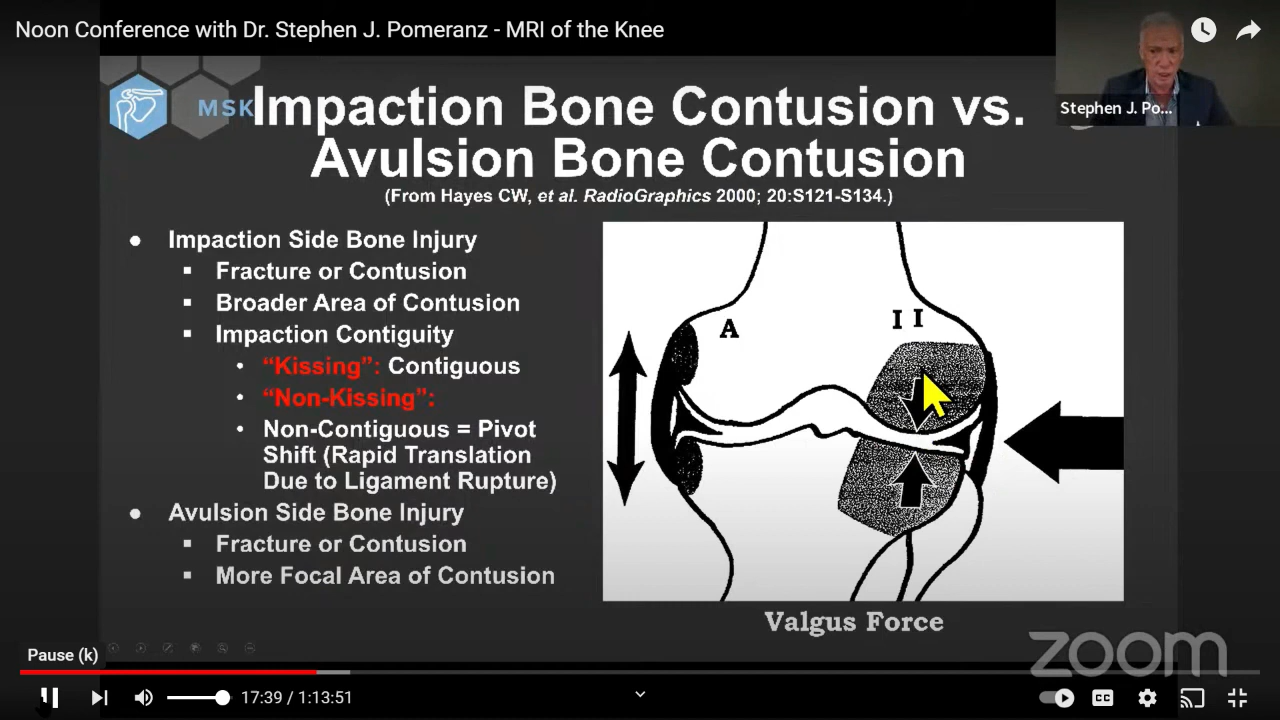 Noon Conference with Dr. Stephen J. Pomeranz - MRI of the Knee
Stephen J. Po...
MSK
Impaction Bone Contusion vs.
Avulsion Bone Contusion
(From Hayes CW, et al. RadioGraphics 2000; 20:S121-S134.)
● Impaction Side Bone Injury
▪ Fracture or Contusion
▪ Broader Area of Contusion
▪ Impaction Contiguity
• “Kissing”: Contiguous
• “Non-Kissing”:
• Non-Contiguous = Pivot
Shift (Rapid Translation
Due to Ligament Rupture)
● Avulsion Side Bone Injury
▪ Fracture or Contusion
▪ More Focal Area of Contusion
A
I I
Valgus Force
zoom
Pause (k)
17:39 / 1:13:51
CC